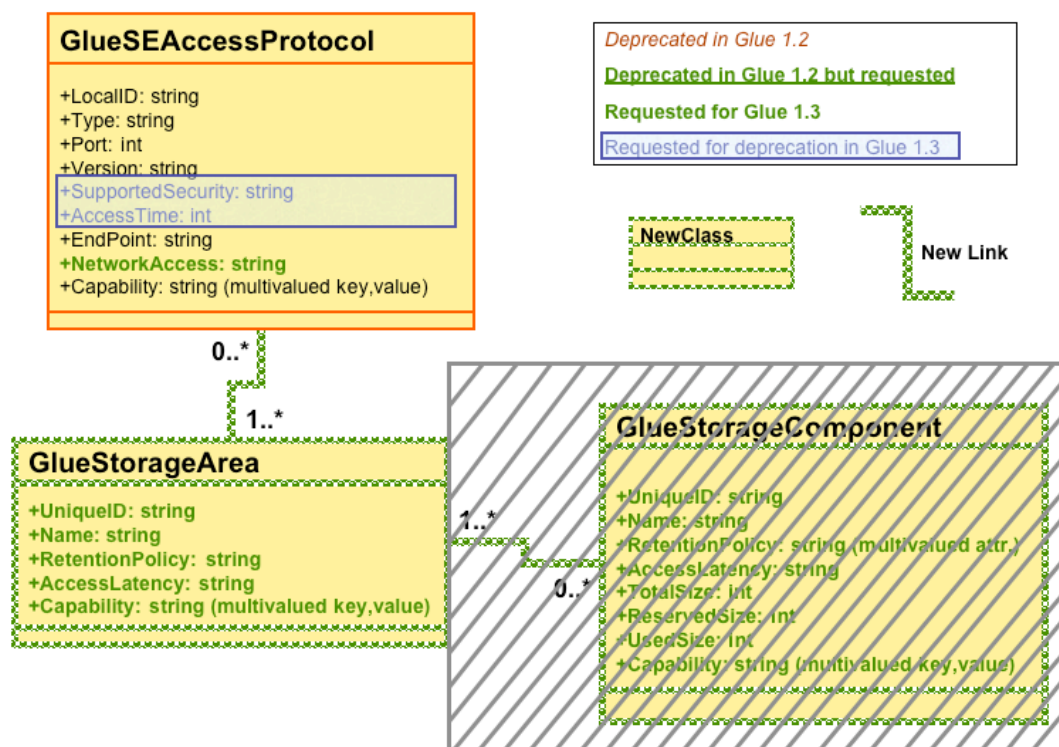 GlueSEAccessProtocol
+LocalID: string
+Type: string
+Port: int
+Version: string
+SupportedSecurity: string
+AccessTime: int
+EndPoint: string
+NetworkAccess: string
+Capability: string (multivalued key,value)
Deprecated in Glue 1.2
Deprecated in Glue 1.2 but requested
Requested for Glue 1.3
Requested for deprecation in Glue 1.3
NewClass
New Link
0..*
1..*
GlueStorageArea
+UniqueID: string
+Name: string
+RetentionPolicy: string
+AccessLatency: string
+Capability: string (multivalued key,value)
1..*
0..*
GlueStorageComponent
+UniqueID: string
+Name: string
+RetentionPolicy: string (multivalued attr.)
+AccessLatency: string
+TotalSize: int
+ReservedSize: int
+UsedSize: int
+Capability: string (multivalued key,value)